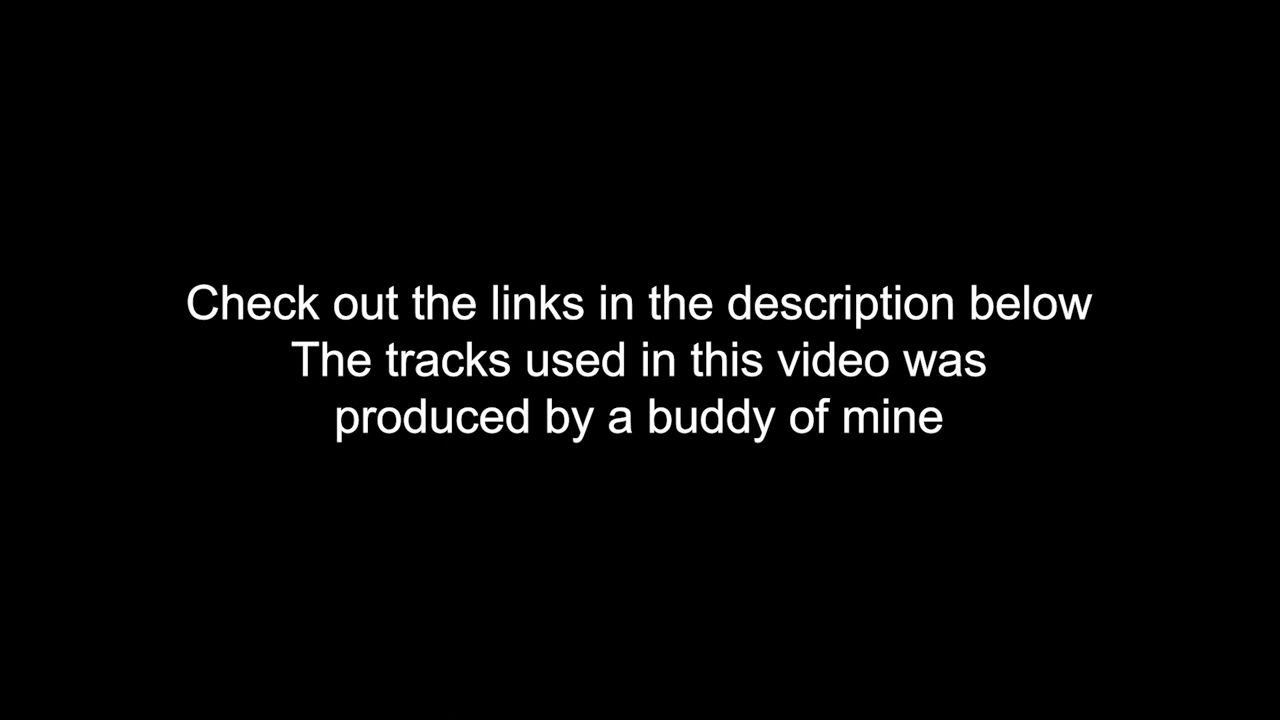 Check out the links in the description below
The tracks used in this video was
produced by a buddy of mine